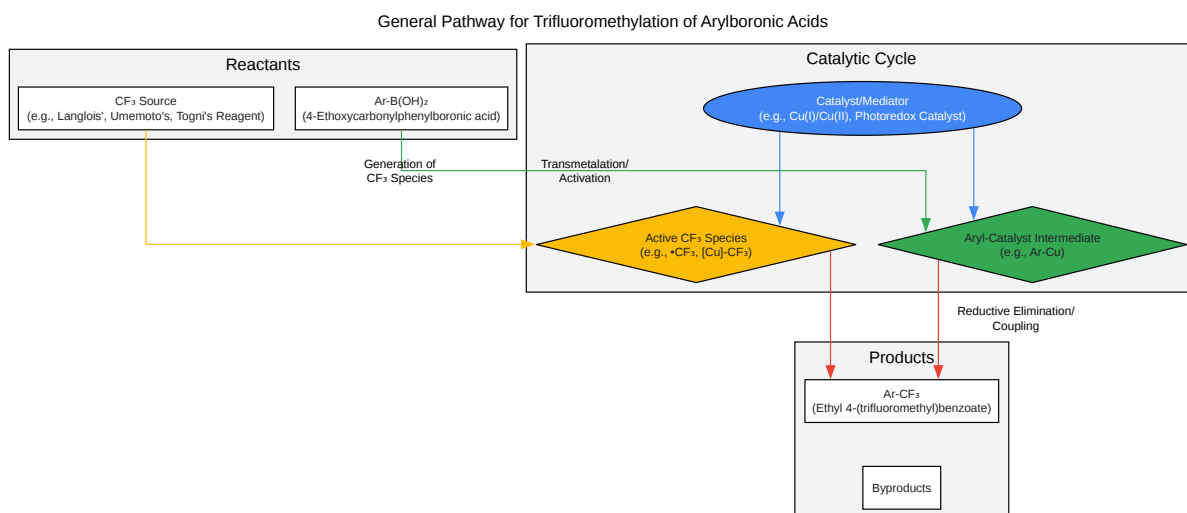 General Pathway for Trifluoromethylation of Arylboronic Acids
Reactants
CF₃ Source
(e.g., Langlois', Umemoto's, Togni's Reagent)
Ar-B(OH)₂
(4-Ethoxycarbonylphenylboronic acid)
Catalytic Cycle
Catalyst/Mediator
(e.g., Cu(I)/Cu(II), Photoredox Catalyst)
Generation of
CF₃ Species
Transmetalation/
Activation
Active CF₃ Species
(e.g., •CF₃, [Cu]-CF₃)
Aryl-Catalyst Intermediate
(e.g., Ar-Cu)
Reductive Elimination/
Coupling
Products
Ar-CF₃
(Ethyl 4-(trifluoromethyl)benzoate)
Byproducts